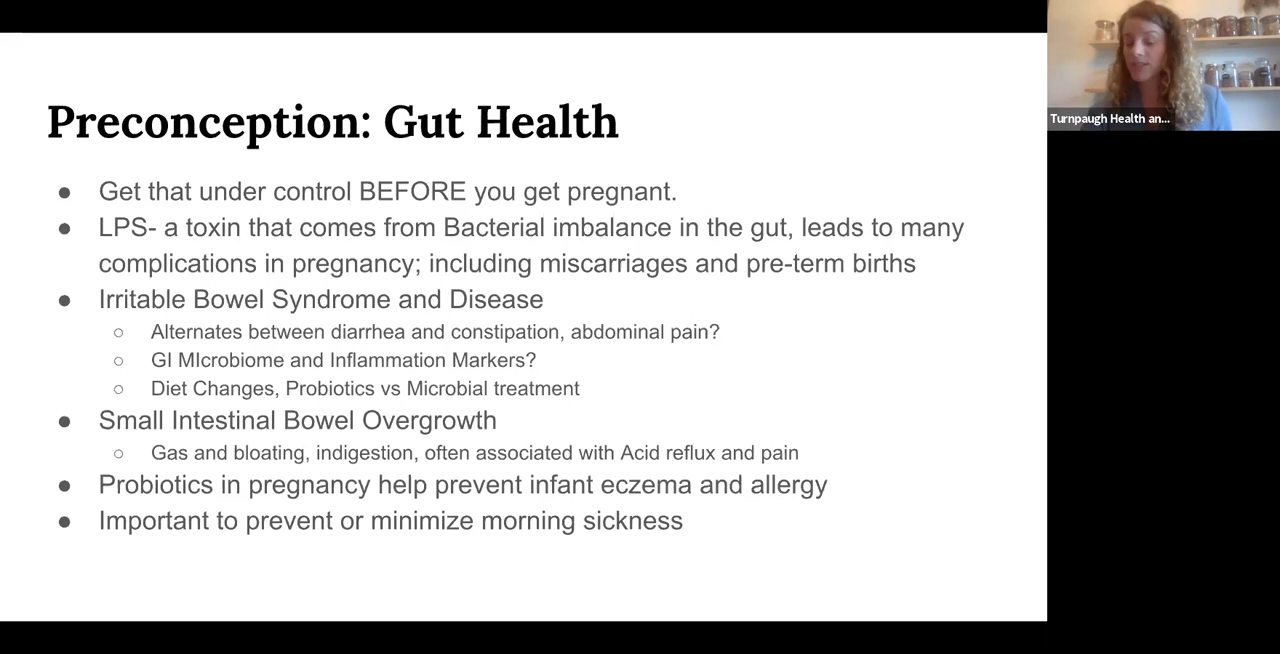 Preconception: Gut Health
● Get that under control BEFORE you get pregnant.
● LPS- a toxin that comes from Bacterial imbalance in the gut, leads to many
complications in pregnancy; including miscarriages and pre-term births
● Irritable Bowel Syndrome and Disease
○ Alternates between diarrhea and constipation, abdominal pain?
○ GI MIcrobiome and Inflammation Markers?
○ Diet Changes, Probiotics vs Microbial treatment
● Small Intestinal Bowel Overgrowth
○ Gas and bloating, indigestion, often associated with Acid reflux and pain
● Probiotics in pregnancy help prevent infant eczema and allergy
● Important to prevent or minimize morning sickness
Turnpaugh Health an...